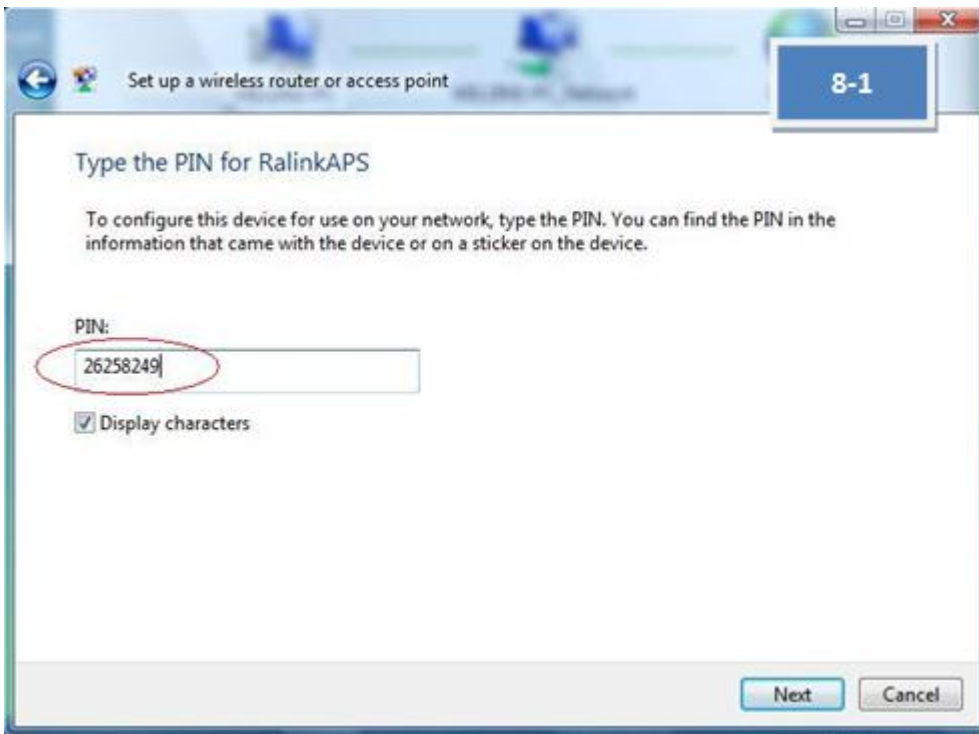 Set up a wireless router or access point
8-1
Type the PIN for RalinkAPS
To configure this device for use on your network, type the PIN. You can find the PIN in the
information that came with the device or on a sticker on the device.
PIN:
26258249
Display characters
Next
Cancel